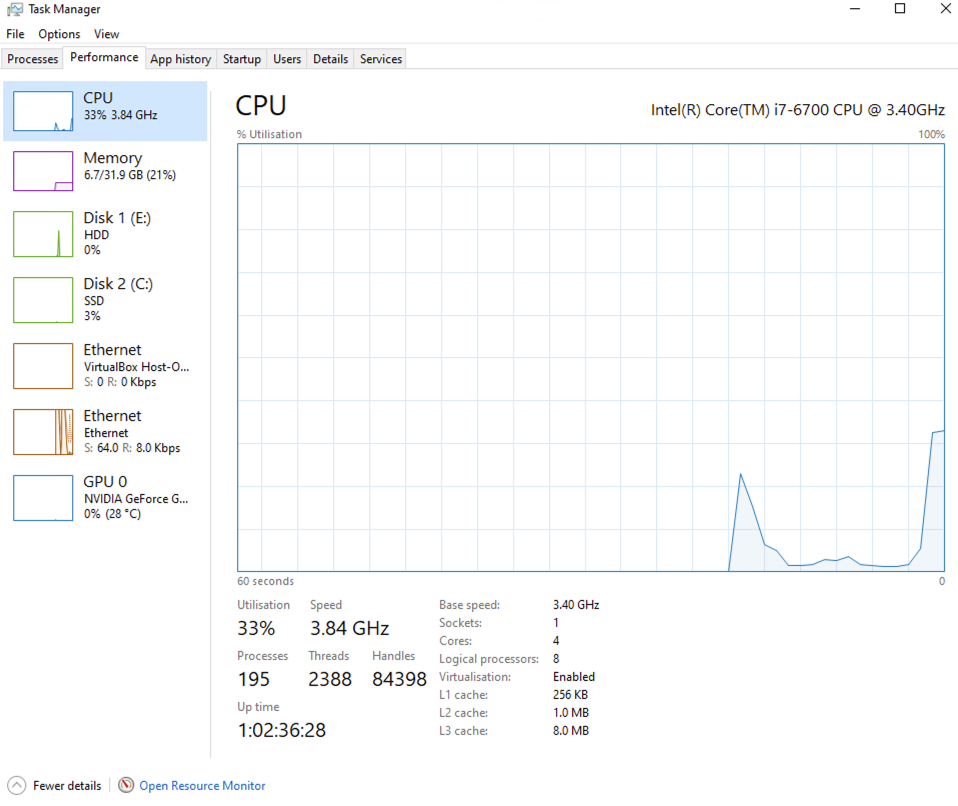 Task Manager
File Options View
Processes Performance App history Startup Users Details Services
CPU
33% 3.84 GHz
Memory
6.7/31.9 GB (21%)
Disk 1 (E:)
HDD
0%
Disk 2 (C:)
SSD
3%
Ethernet
VirtualBox Host-O...
S: 0 R: 0 Kbps
Ethernet
Ethernet
S: 64.0 R: 8.0 Kbps
GPU 0
NVIDIA GeForce G...
0% (28 °C)
CPU Intel(R) Core(TM) i7-6700 CPU @ 3.40GHz
% Utilisation 100%
60 seconds 0
Utilisation Speed
33% 3.84 GHz
Processes Threads Handles
195 2388 84398
Up time
1:02:36:28
Base speed: 3.40 GHz
Sockets: 1
Cores: 4
Logical processors: 8
Virtualisation: Enabled
L1 cache: 256 KB
L2 cache: 1.0 MB
L3 cache: 8.0 MB
Fewer details Open Resource Monitor